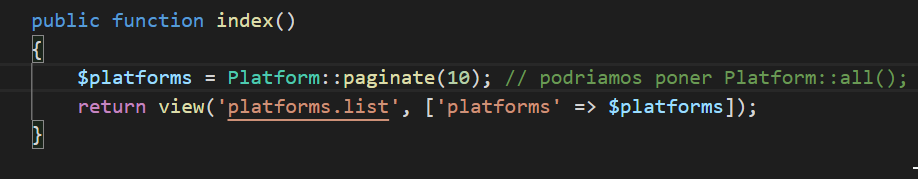 public function index()
{
    $platforms = Platform::paginate(10); // podriamos poner Platform::all();
    return view('platforms.list', ['platforms' => $platforms]);
}